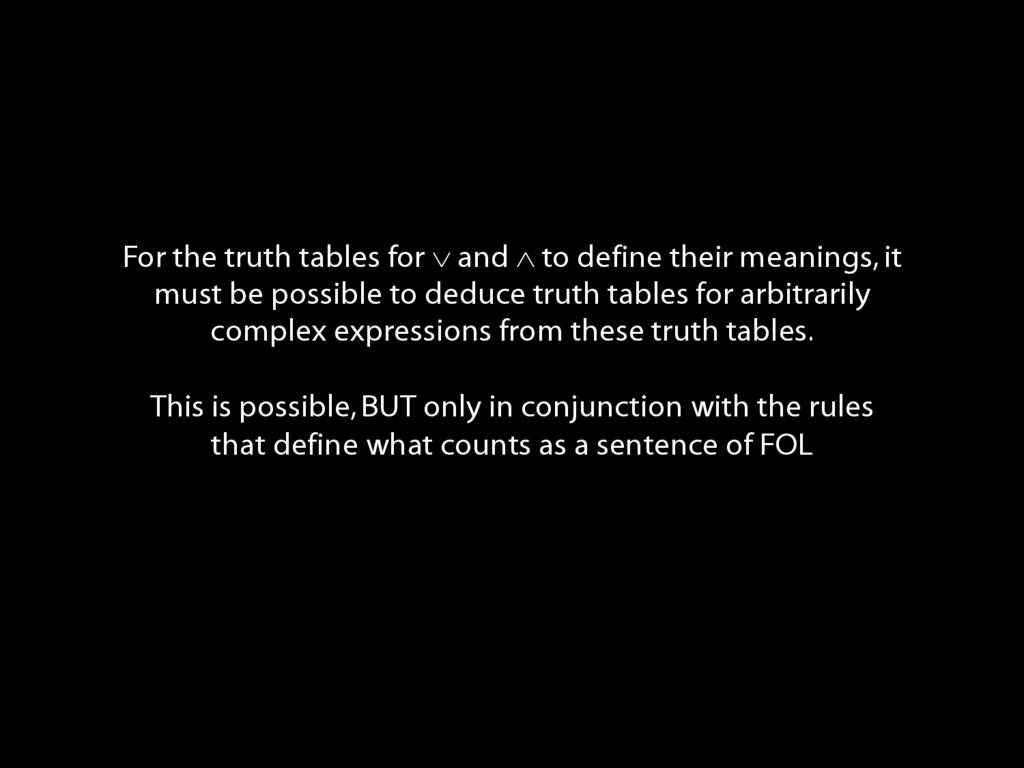 For the truth tables for ∨ and ∧ to define their meanings, it
must be possible to deduce truth tables for arbitrarily
complex expressions from these truth tables.
This is possible, BUT only in conjunction with the rules
that define what counts as a sentence of FOL